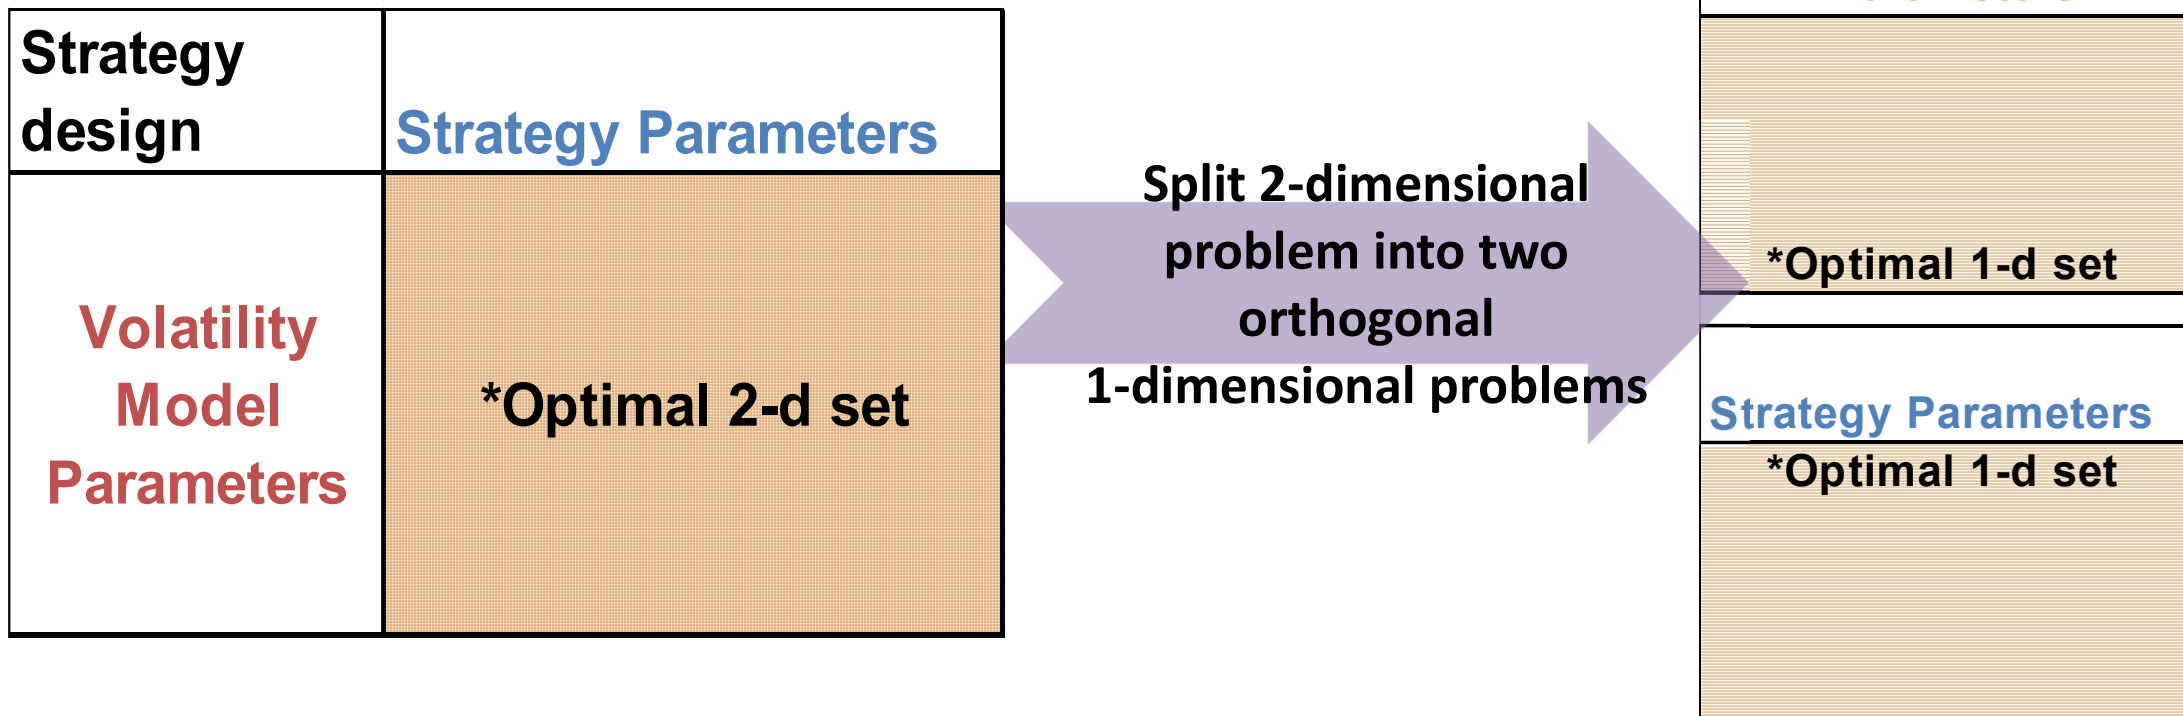 Strategy
design
Strategy Parameters
Volatility
Model
Parameters
*Optimal 2-d set
Split 2-dimensional
problem into two
orthogonal
1-dimensional problems
*Optimal 1-d set
Strategy Parameters
*Optimal 1-d set